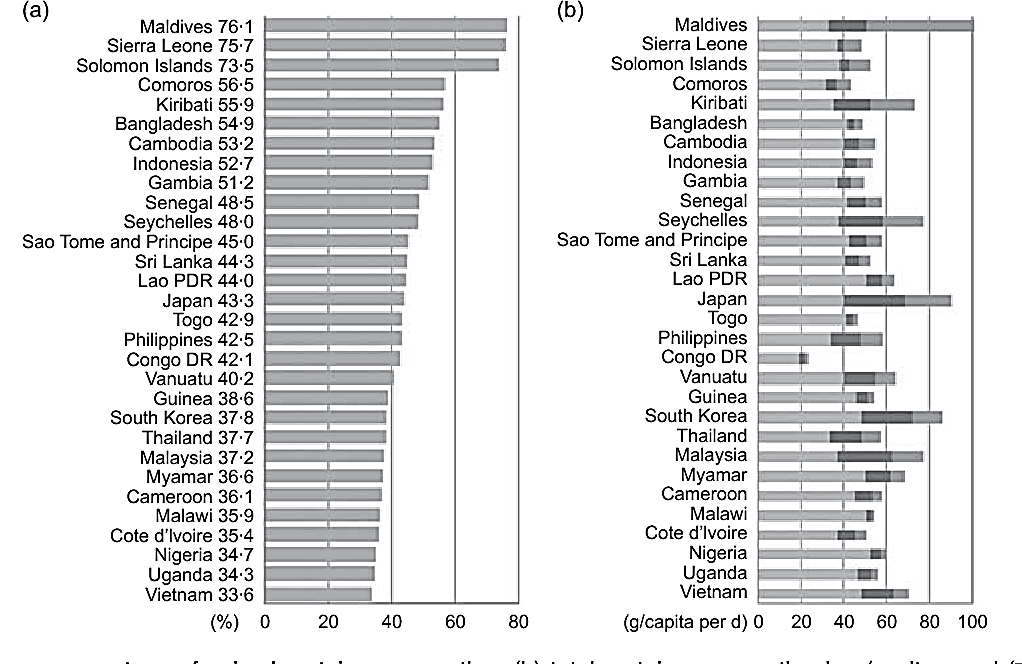 (a)
Maldives 76·1
Sierra Leone 75·7
Solomon Islands 73·5
Comoros 56·5
Kiribati 55·9
Bangladesh 54·9
Cambodia 53·2
Indonesia 52·7
Gambia 51·2
Senegal 48·5
Seychelles 48·0
Sao Tome and Principe 45·0
Sri Lanka 44·3
Lao PDR 44·0
Japan 43·3
Togo 42·9
Philippines 42·5
Congo DR 42·1
Vanuatu 40·2
Guinea 38·6
South Korea 37·8
Thailand 37·7
Malaysia 37·2
Myamar 36·6
Cameroon 36·1
Malawi 35·9
Cote d'Ivoire 35·4
Nigeria 34·7
Uganda 34·3
Vietnam 33·6
0 20 40 60 80
(%)
(b)
Maldives
Sierra Leone
Solomon Islands
Comoros
Kiribati
Bangladesh
Cambodia
Indonesia
Gambia
Senegal
Seychelles
Sao Tome and Principe
Sri Lanka
Lao PDR
Japan
Togo
Philippines
Congo DR
Vanuatu
Guinea
South Korea
Thailand
Malaysia
Myamar
Cameroon
Malawi
Cote d'Ivoire
Nigeria
Uganda
Vietnam
(g/capita per d) 0 20 40 60 80 100